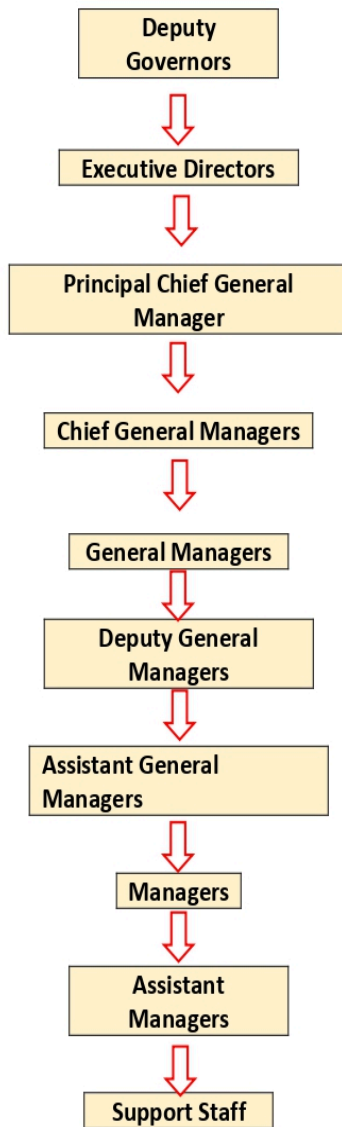 Deputy
Governors
Executive Directors
Principal Chief General
Manager
Chief General Managers
General Managers
Deputy General
Managers
Assistant General
Managers
Managers
Assistant
Managers
Support Staff